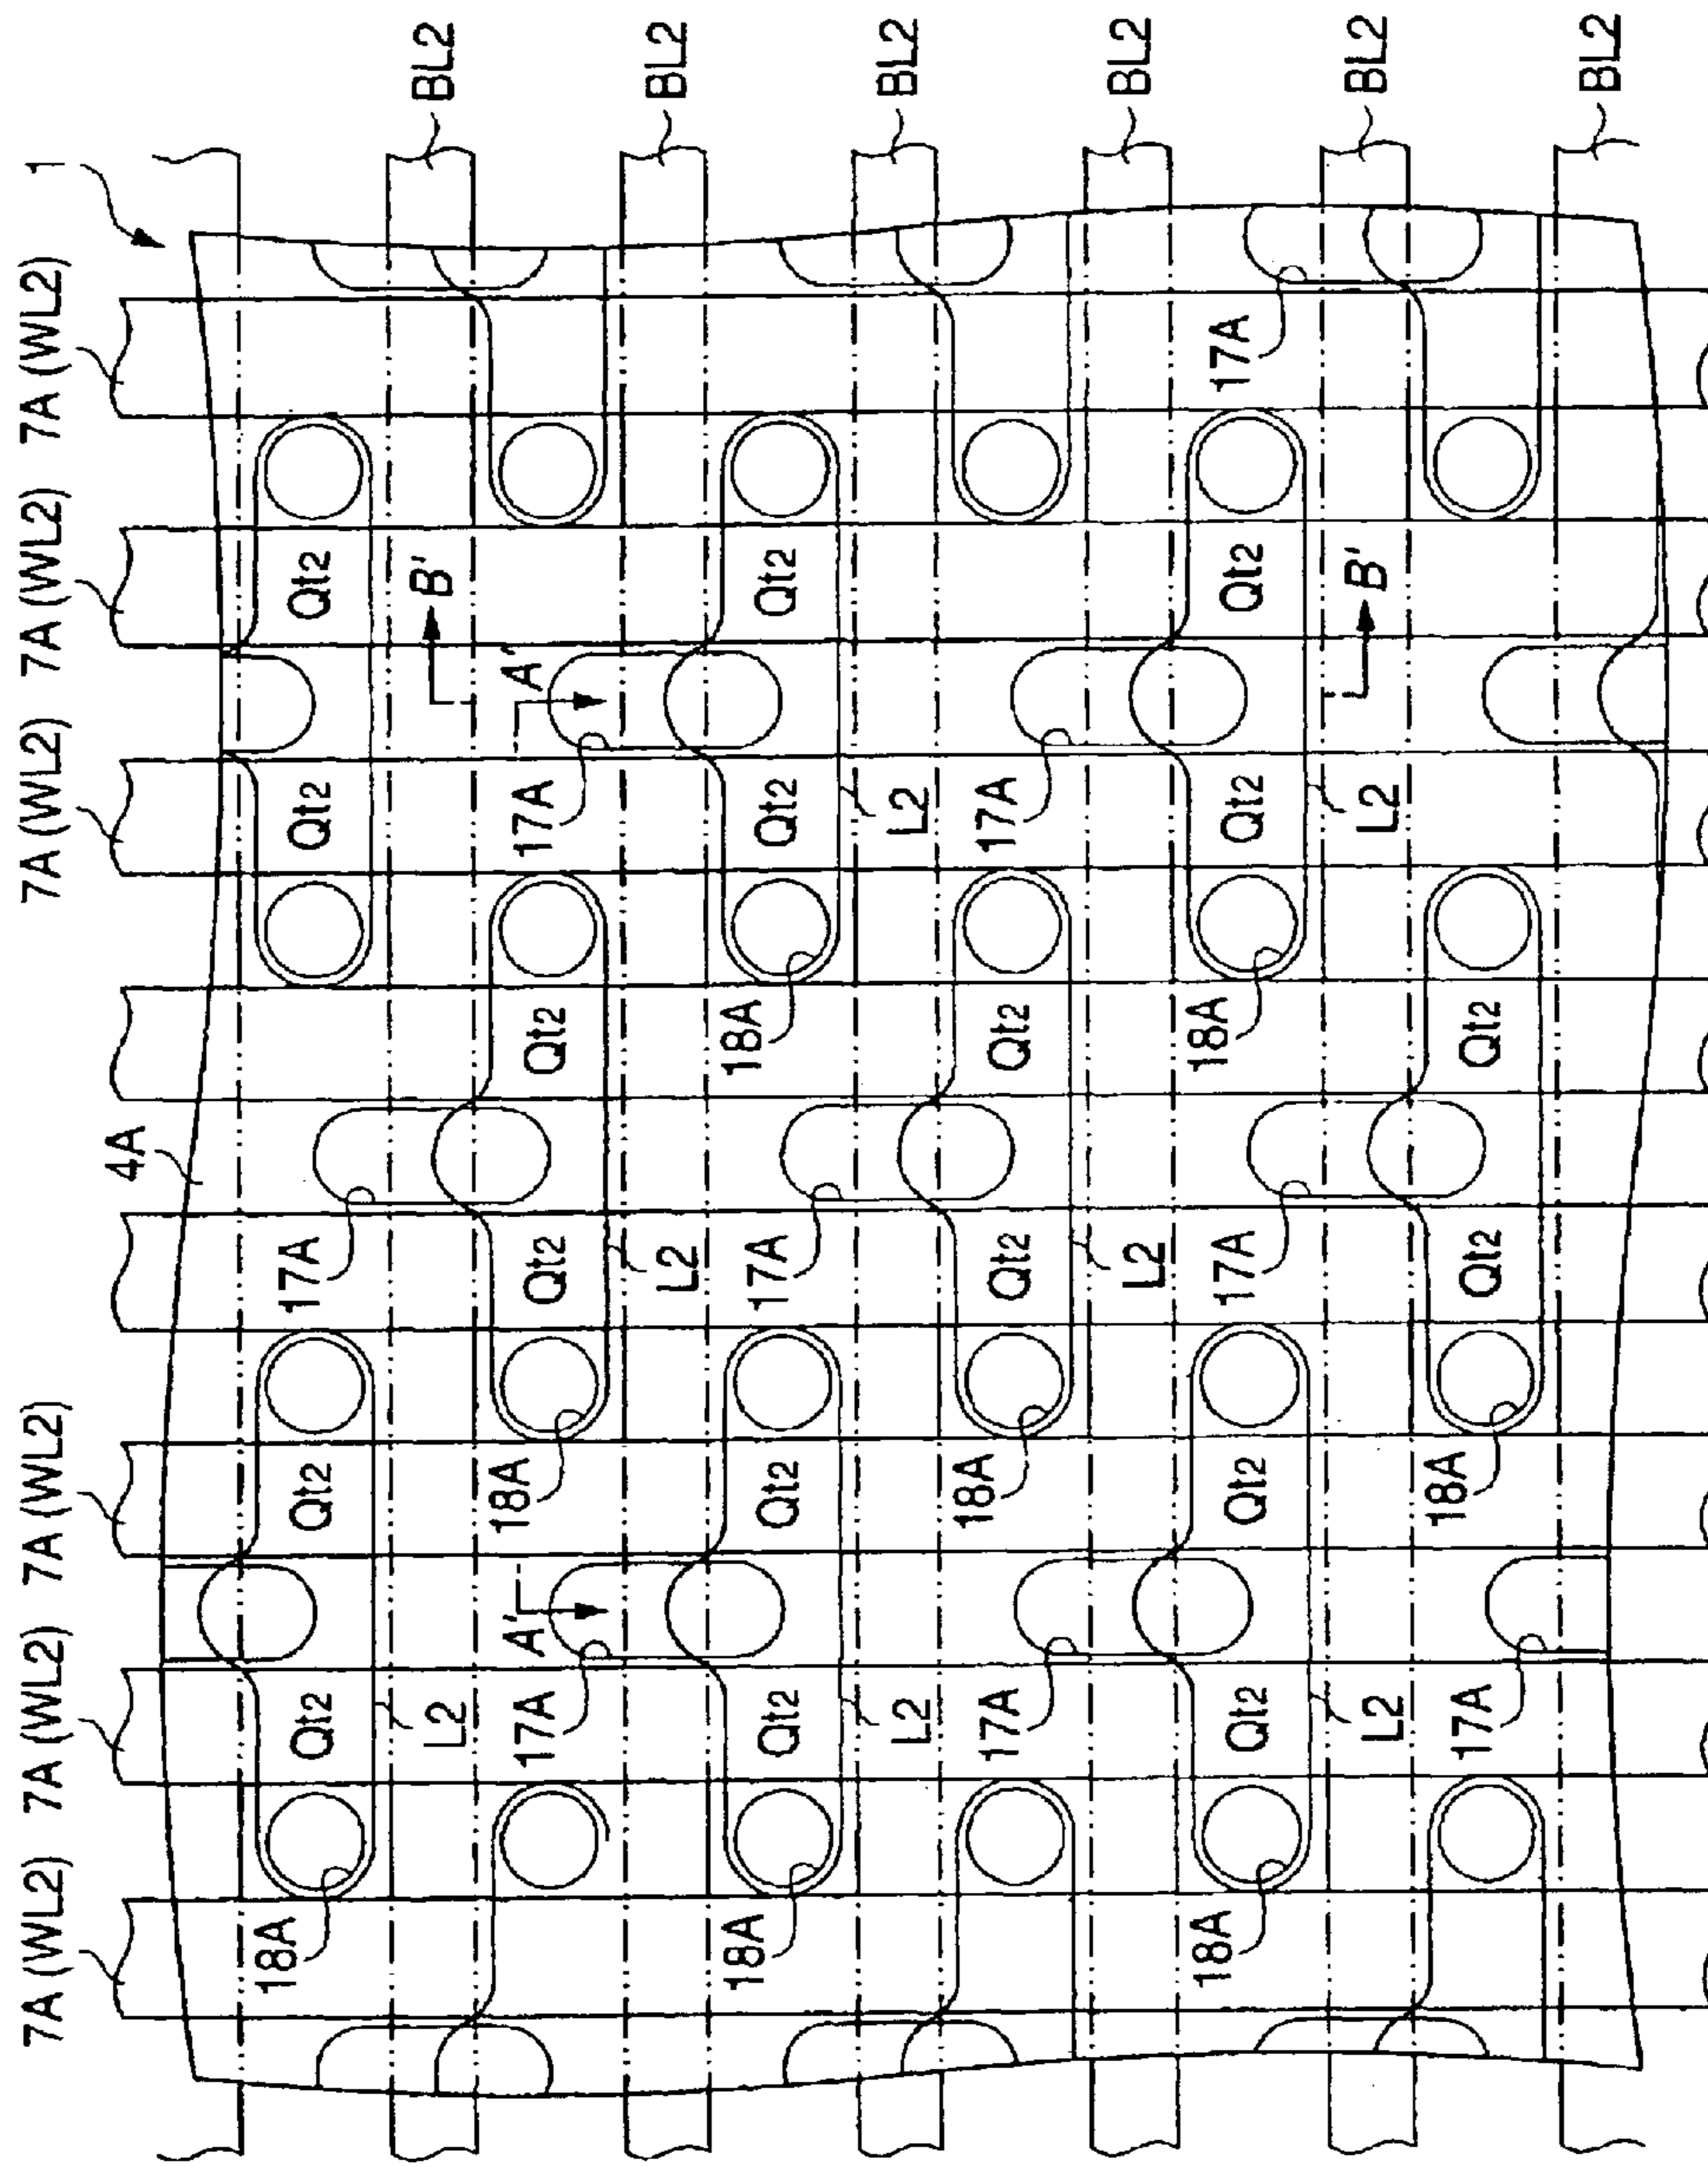 7A (WL2) 7A (WL2) 7A (WL2) 7A (WL2) 7A (WL2) 7A (WL2) 1
4A
18A 17A
Qt2 Qt2 Qt2 Qt2
L2 B' BL2
A' 18A A'
17A Qt2 Qt2 17A
L2 BL2
18A 17A 18A
Qt2 Qt2 Qt2 Qt2
L2 L2 BL2
17A 18A 17A
Qt2 Qt2
L2 BL2
18A 17A 18A 17A
Qt2 Qt2 Qt2 Qt2
L2 L2 B' BL2
17A 18A
Qt2 Qt2
BL2